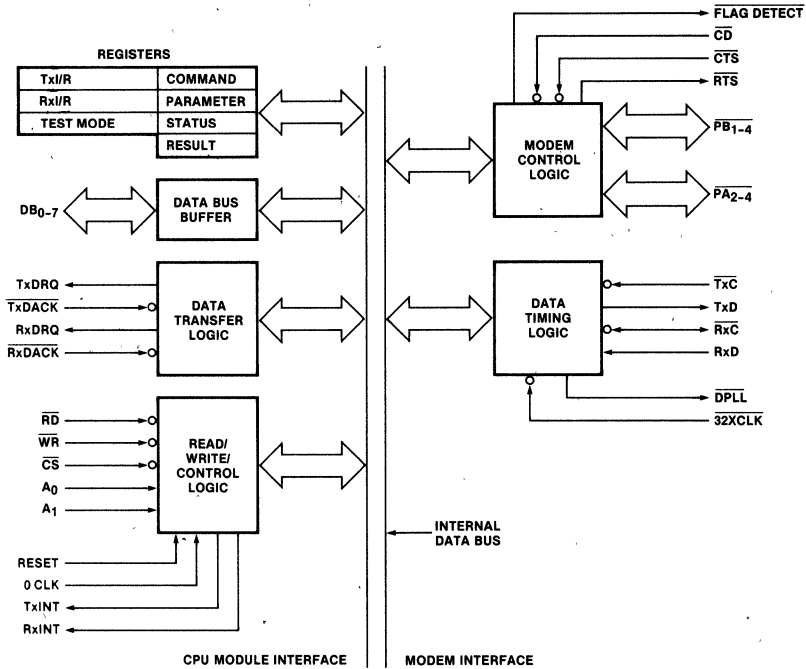 REGISTERS
TxI/R COMMAND
RxI/R PARAMETER
TEST MODE STATUS
RESULT
DB0–7
DATA BUS
BUFFER
TxDRQ
TxDACK
RxDRQ
RxDACK
DATA
TRANSFER
LOGIC
RD
WR
CS
A0
A1
READ/
WRITE/
CONTROL
LOGIC
RESET
0 CLK
TxINT
RxINT
CPU MODULE INTERFACE
FLAG DETECT
CD
CTS
RTS
MODEM
CONTROL
LOGIC
PB1–4
PA2–4
DATA
TIMING
LOGIC
TxC
TxD
RxC
RxD
DPLL
32XCLK
INTERNAL
DATA BUS
MODEM INTERFACE